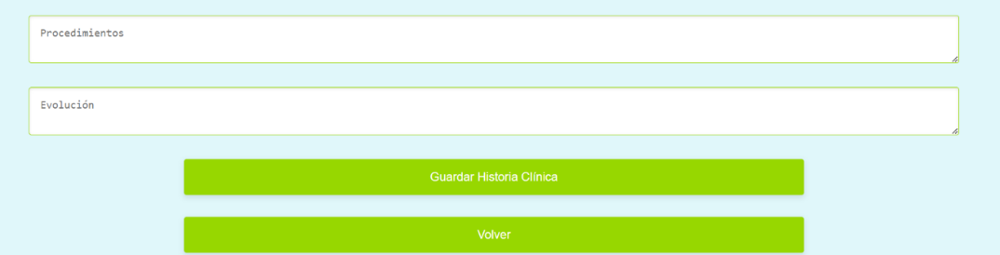 Procedimientos
Evolución
Guardar Historia Clínica
Volver